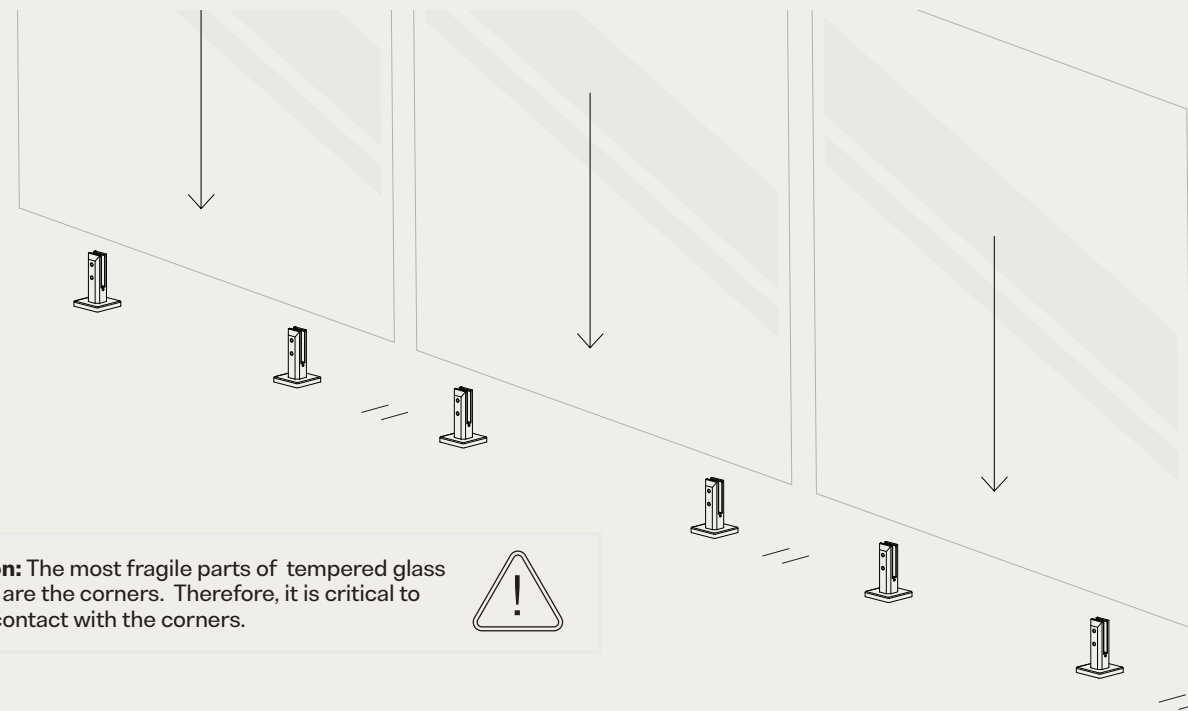 on: The most fragile parts of  tempered glass
are the corners.  Therefore, it is critical to
contact with the corners.
!